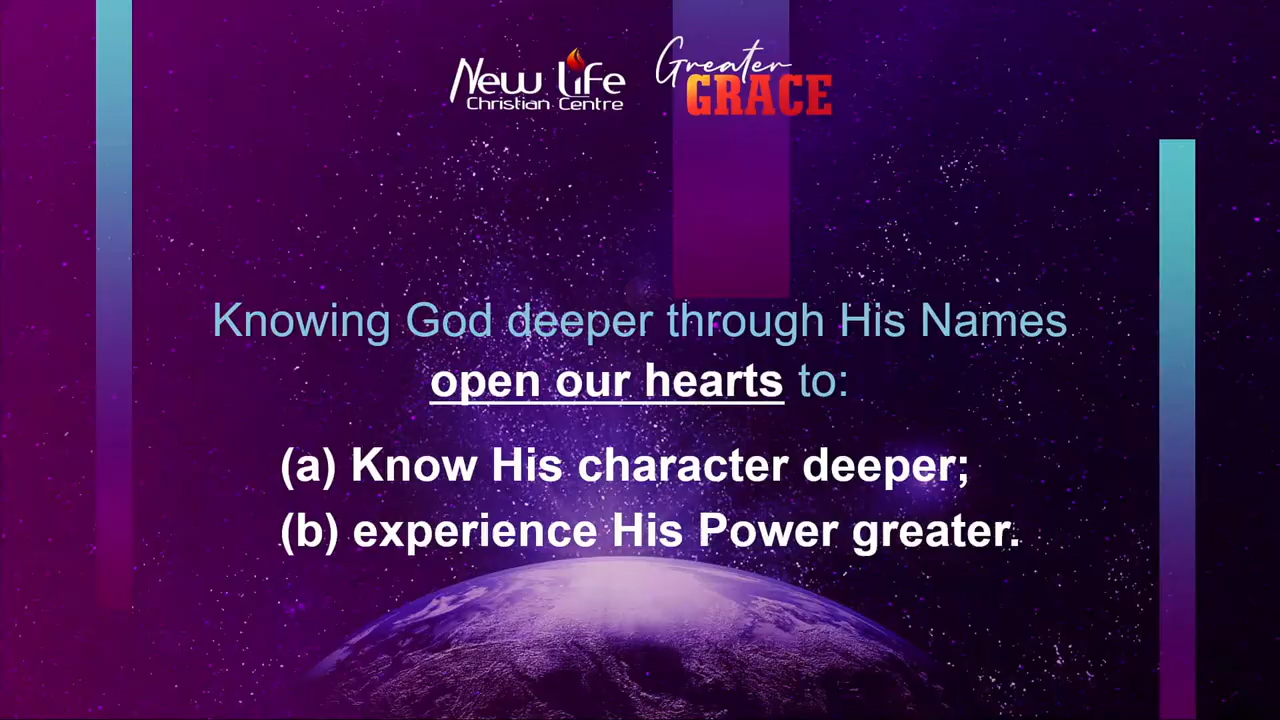 New Life
Christian Centre
Greater
GRACE
Knowing God deeper through His Names
open our hearts to:
(a) Know His character deeper;
(b) experience His Power greater.